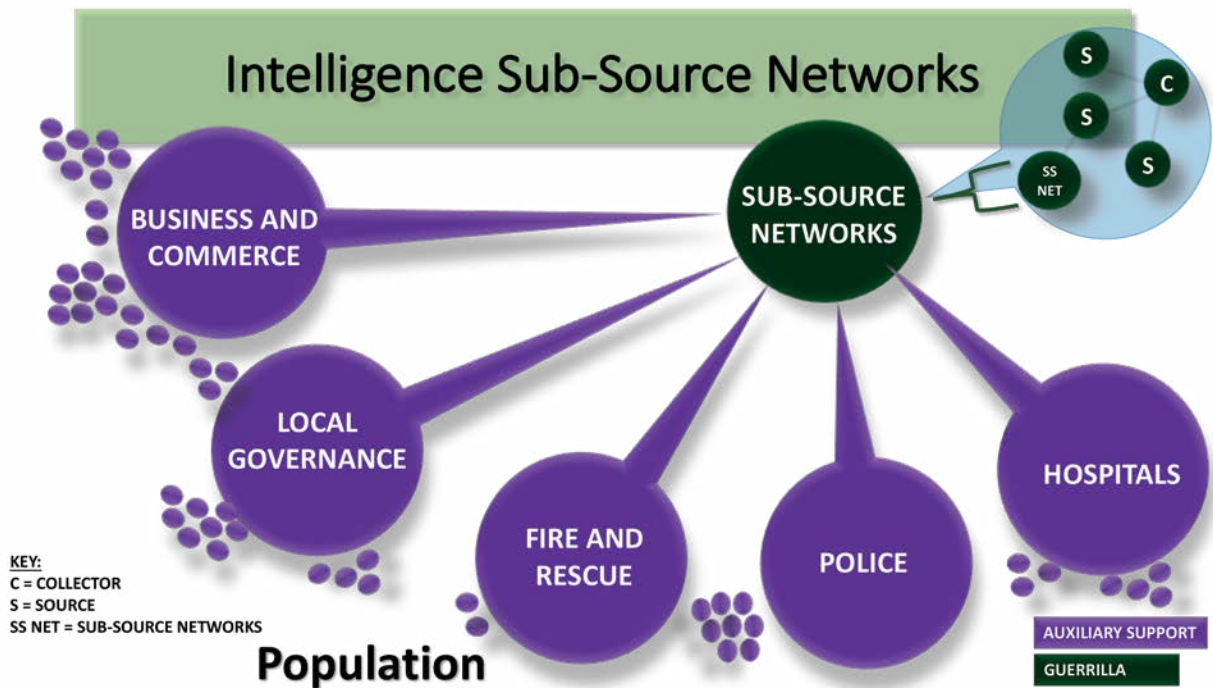 Intelligence Sub-Source Networks
S
C
S
S
SS
NET
BUSINESS AND
COMMERCE
SUB-SOURCE
NETWORKS
LOCAL
GOVERNANCE
FIRE AND
RESCUE
POLICE
HOSPITALS
KEY:
C = COLLECTOR
S = SOURCE
SS NET = SUB-SOURCE NETWORKS
Population
AUXILIARY SUPPORT
GUERRILLA